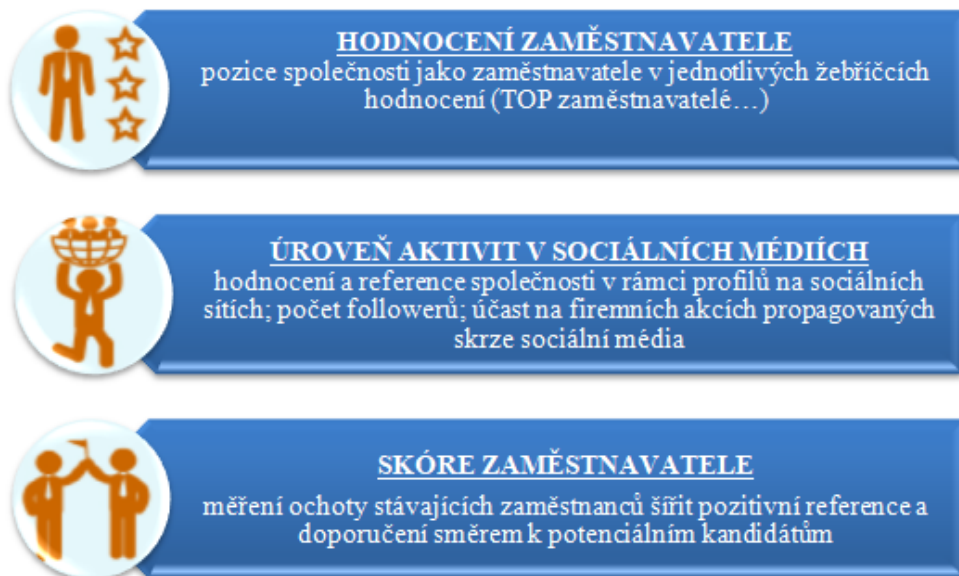 HODNOCENÍ ZAMĚSTNAVATELE
pozice společnosti jako zaměstnavatele v jednotlivých žebříčcích
hodnocení (TOP zaměstnavatelé…)
ÚROVEŇ AKTIVIT V SOCIÁLNÍCH MÉDIÍCH
hodnocení a reference společnosti v rámci profilů na sociálních
sítích; počet followerů; účast na firemních akcích propagovaných
skrze sociální média
SKÓRE ZAMĚSTNAVATELE
měření ochoty stávajících zaměstnanců šířit pozitivní reference a
doporučení směrem k potenciálním kandidátům